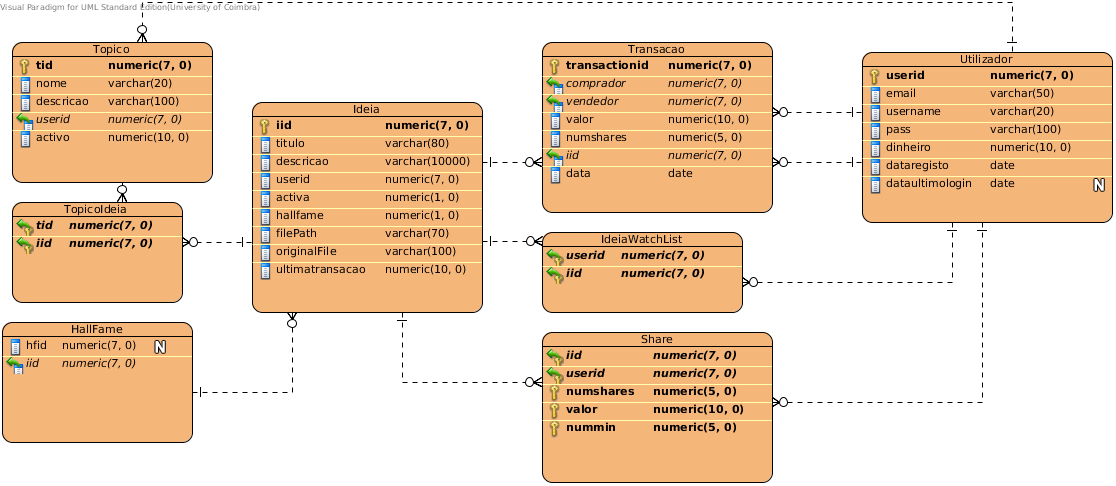 Visual Paradigm for UML Standard Edition(University of Coimbra)
Topico
tid numeric(7, 0)
nome varchar(20)
descricao varchar(100)
userid numeric(7, 0)
activo numeric(10, 0)
TopicoIdeia
tid numeric(7, 0)
iid numeric(7, 0)
HallFame
hfid numeric(7, 0) N
iid numeric(7, 0)
Ideia
iid numeric(7, 0)
titulo varchar(80)
descricao varchar(10000)
userid numeric(7, 0)
activa numeric(1, 0)
hallfame numeric(1, 0)
filePath varchar(70)
originalFile varchar(100)
ultimatransacao numeric(10, 0)
Transacao
transactionid numeric(7, 0)
comprador numeric(7, 0)
vendedor numeric(7, 0)
valor numeric(10, 0)
numshares numeric(5, 0)
iid numeric(7, 0)
data date
IdeiaWatchList
userid numeric(7, 0)
iid numeric(7, 0)
Share
iid numeric(7, 0)
userid numeric(7, 0)
numshares numeric(5, 0)
valor numeric(10, 0)
nummin numeric(5, 0)
Utilizador
userid numeric(7, 0)
email varchar(50)
username varchar(20)
pass varchar(100)
dinheiro numeric(10, 0)
dataregisto date
dataultimologin date N